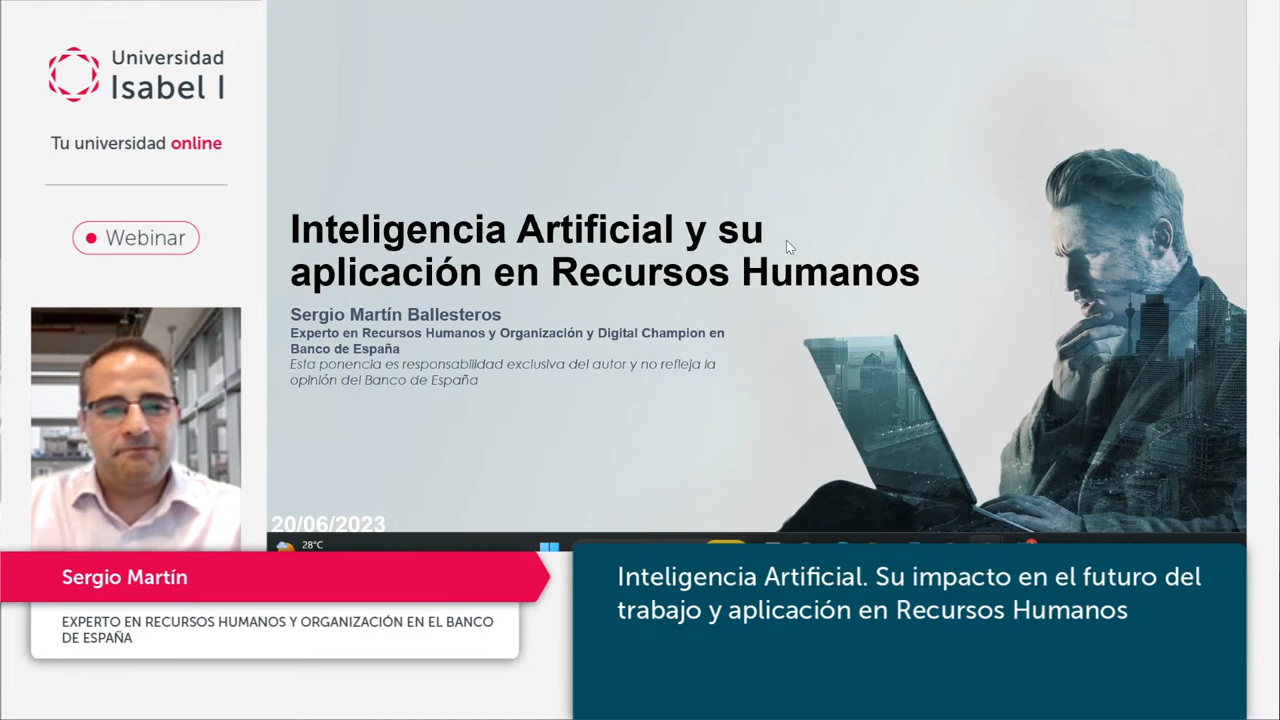 Universidad
Isabel I
Tu universidad online
Webinar
Inteligencia Artificial y su
aplicación en Recursos Humanos
Sergio Martín Ballesteros
Experto en Recursos Humanos y Organización y Digital Champion en
Banco de España
Esta ponencia es responsabilidad exclusiva del autor y no refleja la
opinión del Banco de España
20/06/2023
28°C
Sergio Martín
EXPERTO EN RECURSOS HUMANOS Y ORGANIZACIÓN EN EL BANCO
DE ESPAÑA
Inteligencia Artificial. Su impacto en el futuro del
trabajo y aplicación en Recursos Humanos